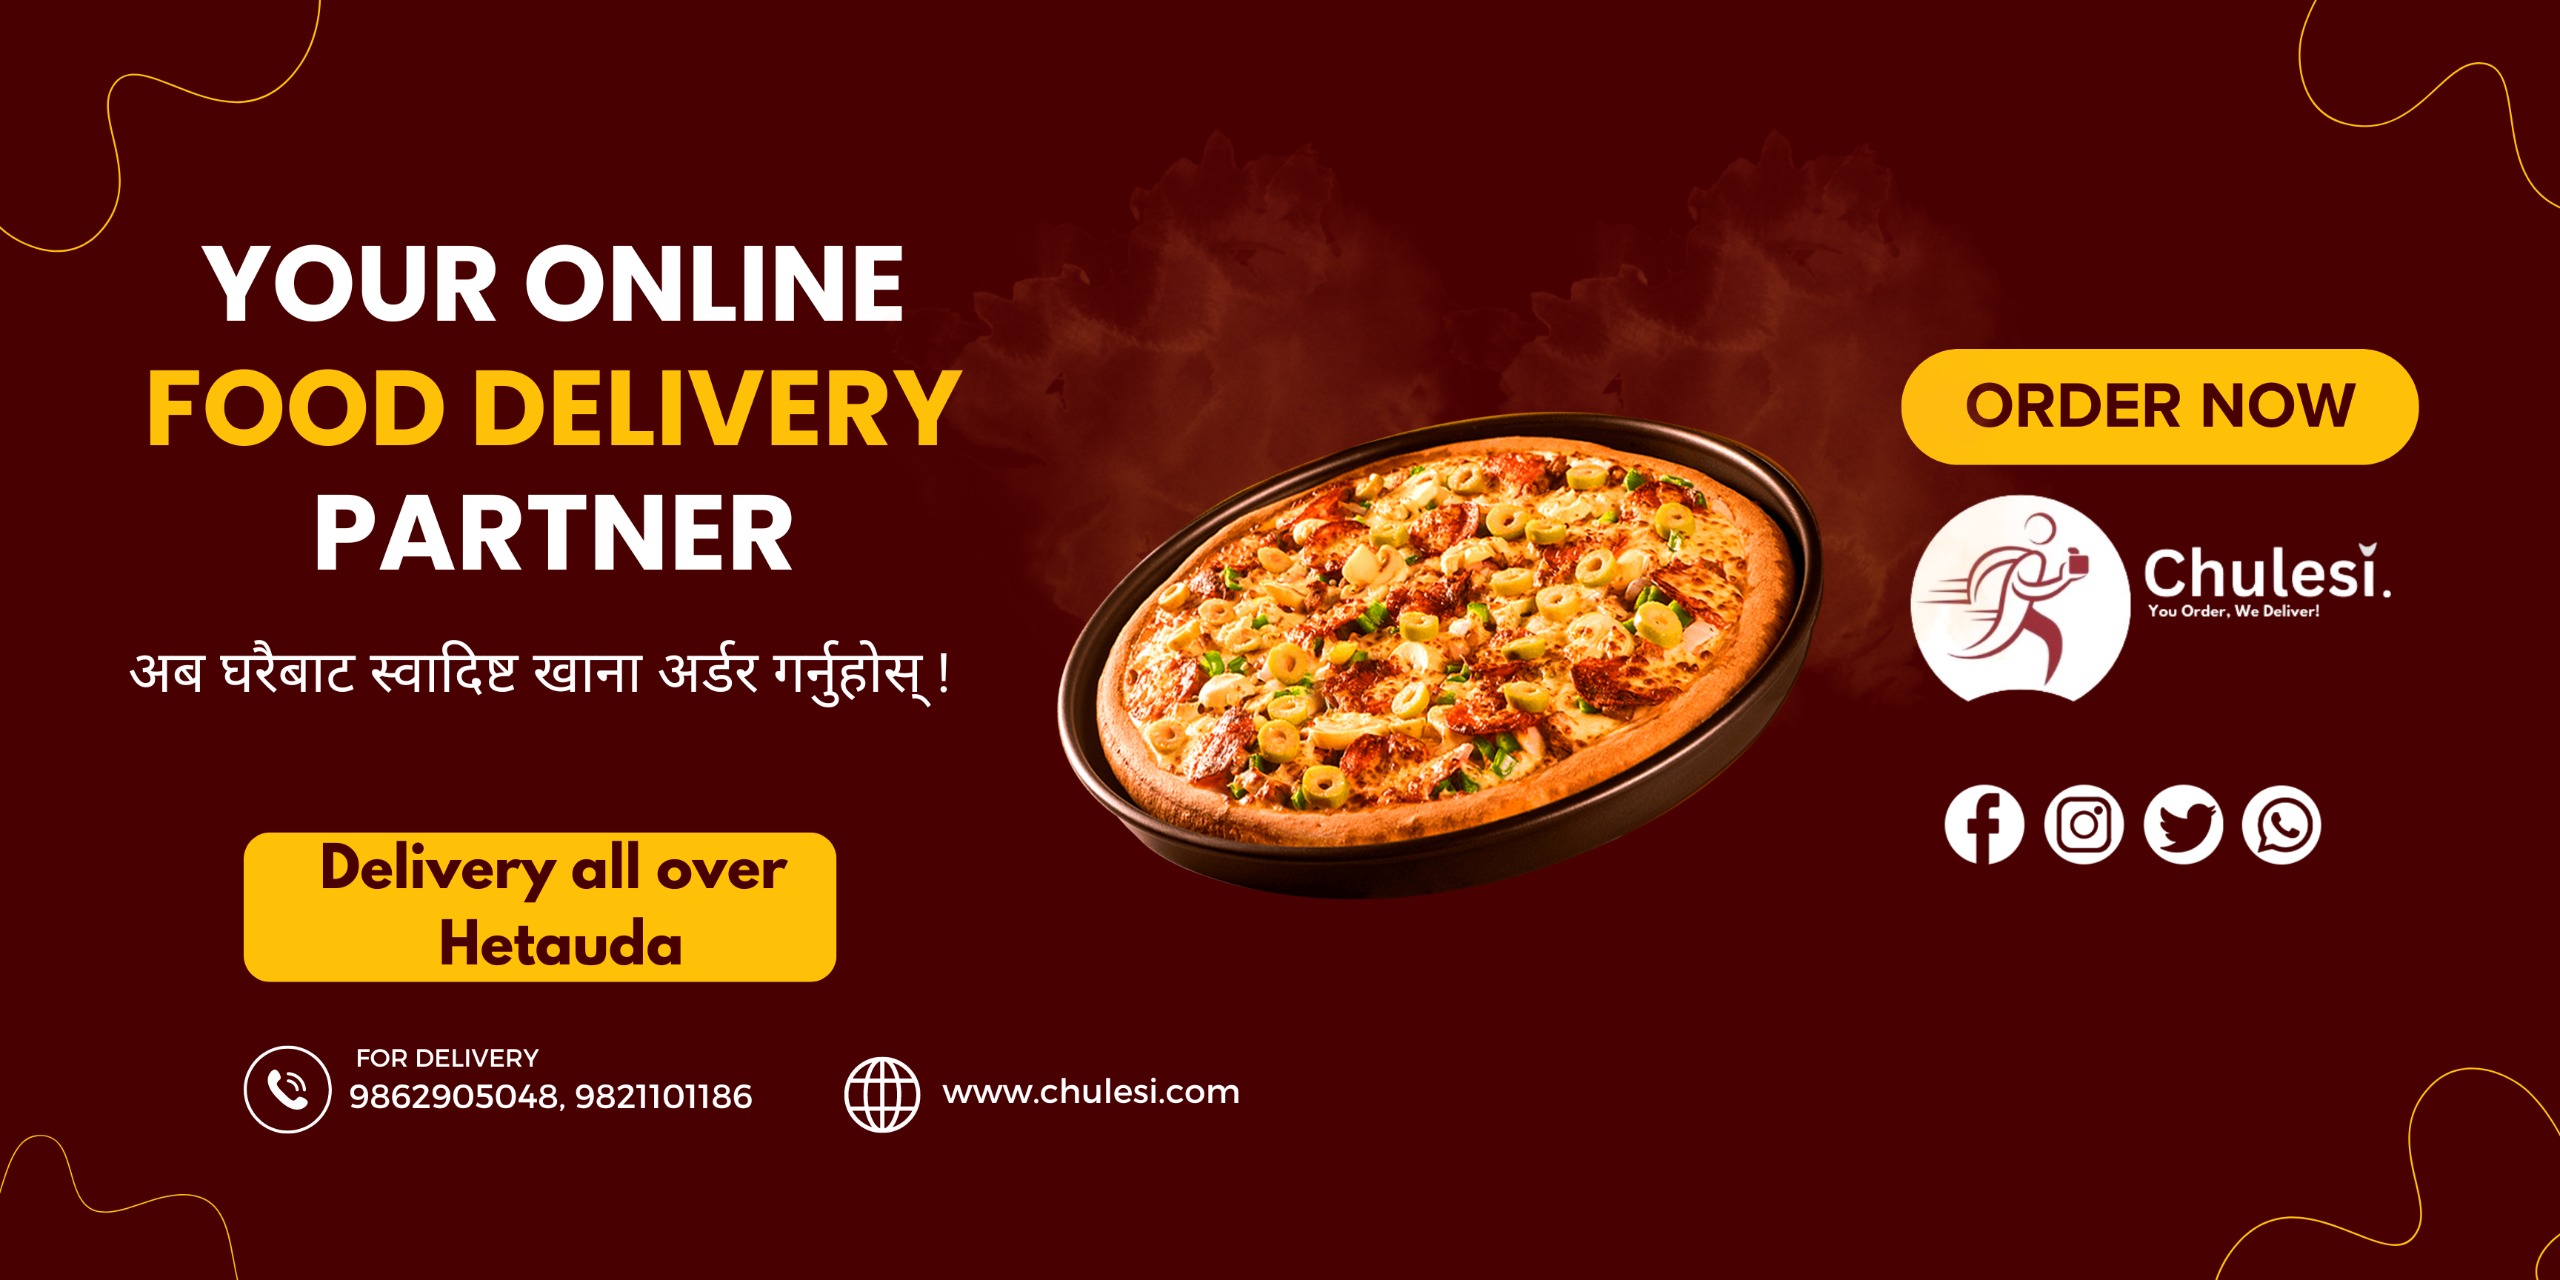 YOUR ONLINE
FOOD DELIVERY
PARTNER
अब घरैबाट स्वादिष्ट खाना अर्डर गर्नुहोस् !
Delivery all over
Hetauda
FOR DELIVERY
9862905048, 9821101186
www.chulesi.com
ORDER NOW
Chulesi.
You Order, We Deliver!